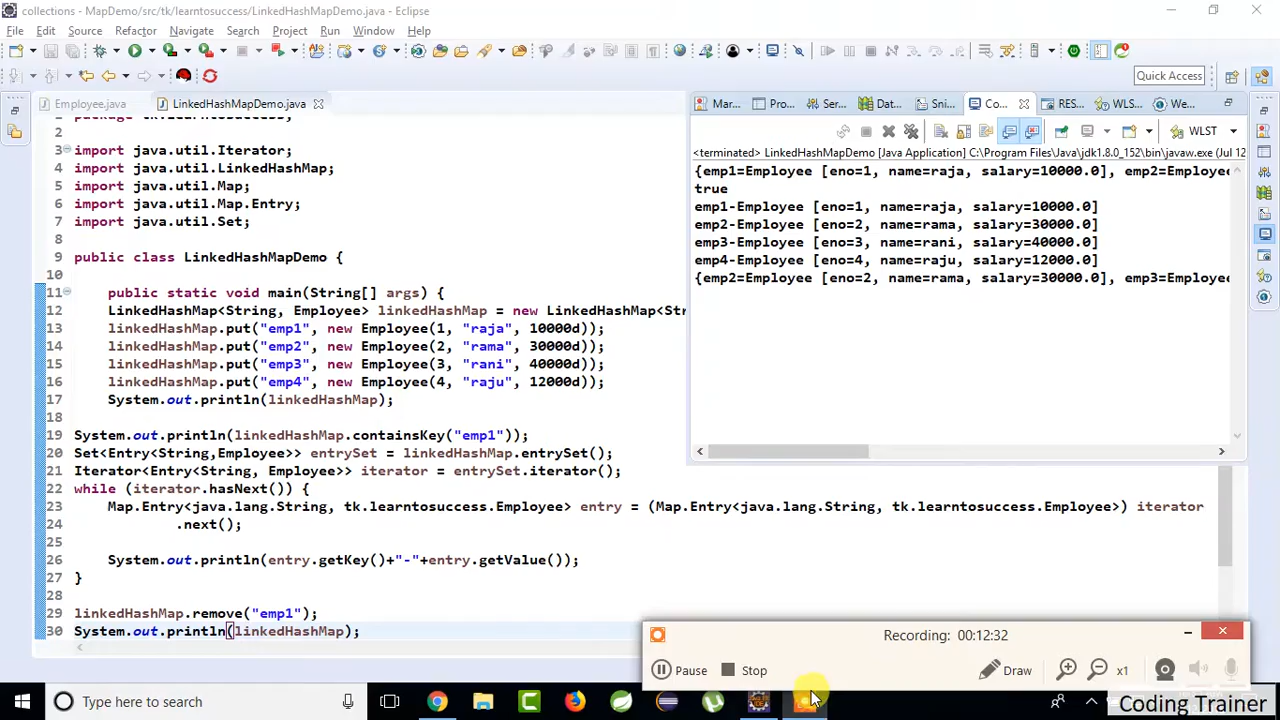 collections - MapDemo/src/tk/learntosuccess/LinkedHashMapDemo.java - Eclipse
File Edit Source Refactor Navigate Search Project Run Window Help
Quick Access
Employee.java LinkedHashMapDemo.java
Mar... Pro... Ser... Dat... Sni... Co... RES... WLS... We...
WLST
<terminated> LinkedHashMapDemo [Java Application] C:\Program Files\Java\jdk1.8.0_152\bin\javaw.exe (Jul 12
{emp1=Employee [eno=1, name=raja, salary=10000.0], emp2=Employee
true
emp1-Employee [eno=1, name=raja, salary=10000.0]
emp2-Employee [eno=2, name=rama, salary=30000.0]
emp3-Employee [eno=3, name=rani, salary=40000.0]
emp4-Employee [eno=4, name=raju, salary=12000.0]
{emp2=Employee [eno=2, name=rama, salary=30000.0], emp3=Employee
2
3 import java.util.Iterator;
4 import java.util.LinkedHashMap;
5 import java.util.Map;
6 import java.util.Map.Entry;
7 import java.util.Set;
8
9 public class LinkedHashMapDemo {
10
11 public static void main(String[] args) {
12 LinkedHashMap<String, Employee> linkedHashMap = new LinkedHashMap<St
13 linkedHashMap.put("emp1", new Employee(1, "raja", 10000d));
14 linkedHashMap.put("emp2", new Employee(2, "rama", 30000d));
15 linkedHashMap.put("emp3", new Employee(3, "rani", 40000d));
16 linkedHashMap.put("emp4", new Employee(4, "raju", 12000d));
17 System.out.println(linkedHashMap);
18
19 System.out.println(linkedHashMap.containsKey("emp1"));
20 Set<Entry<String,Employee>> entrySet = linkedHashMap.entrySet();
21 Iterator<Entry<String, Employee>> iterator = entrySet.iterator();
22 while (iterator.hasNext()) {
23 Map.Entry<java.lang.String, tk.learntosuccess.Employee> entry = (Map.Entry<java.lang.String, tk.learntosuccess.Employee>) iterator
24 .next();
25
26 System.out.println(entry.getKey()+"-"+entry.getValue());
27 }
28
29 linkedHashMap.remove("emp1");
30 System.out.println(linkedHashMap);
Recording: 00:12:32
Pause Stop Draw x1
Type here to search
Coding Trainer